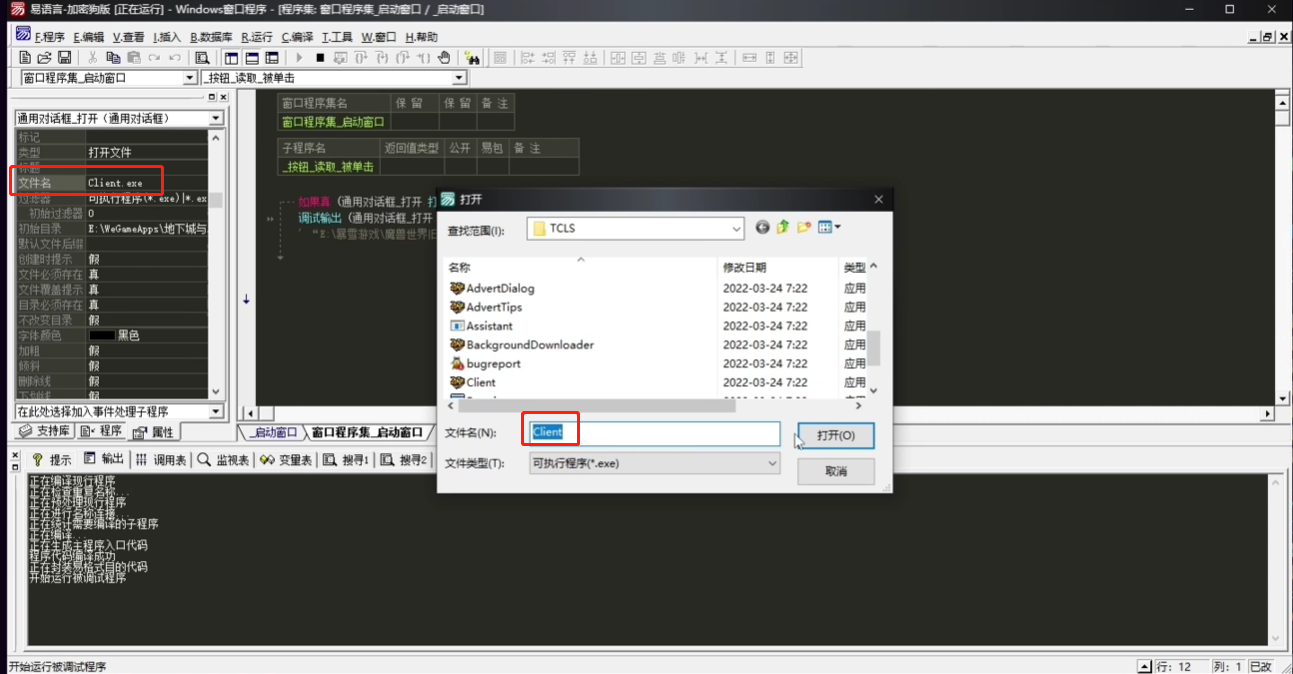 易语言-加密狗版 [正在运行] - Windows窗口程序 - [程序集: 窗口程序集_启动窗口 / _启动窗口]
F.程序 E.编辑 V.查看 I.插入 B.数据库 R.运行 C.编译 T.工具 W.窗口 H.帮助
窗口程序集_启动窗口 _按钮_读取_被单击
通用对话框_打开（通用对话框）
标记
类型 打开文件
标题
文件名 Client.exe
过滤器 可执行程序(*.exe)|*.ex
初始过滤器 0
初始目录 E:\WeGameApps\地下城与
默认文件后缀
创建时提示 假
文件必须存在 真
文件覆盖提示 真
目录必须存在 真
不改变目录 假
字体颜色 黑色
加粗 假
倾斜 假
删除线 假
下划线 假
在此处选择加入事件处理子程序
支持库 程序 属性
窗口程序集名 保 留 保 留 备 注
窗口程序集_启动窗口
子程序名 返回值类型 公开 易包 备 注
_按钮_读取_被单击
如果真（通用对话框_打开 打
调试输出（通用对话框_打开
' “E:\暴雪游戏\魔兽世界旧
_启动窗口 窗口程序集_启动窗口
打开
查找范围(I): TCLS
名称 修改日期 类型
AdvertDialog 2022-03-24 7:22 应用
AdvertTips 2022-03-24 7:22 应用
Assistant 2022-03-24 7:22 应用
BackgroundDownloader 2022-03-24 7:22 应用
bugreport 2022-03-24 7:22 应用
Client 2022-03-24 7:22 应用
文件名(N): Client 打开(O)
文件类型(T): 可执行程序(*.exe) 取消
提示 输出 调用表 监视表 变量表 搜寻1 搜寻2
正在编译现行程序
正在检查重复名称...
正在预处理现行程序
正在进行名称连接...
正在统计需要编译的子程序
正在编译...
正在生成主程序入口代码
程序代码编译成功
正在封装易格式目的代码
开始运行被调试程序
开始运行被调试程序 行: 12 列: 1 已改